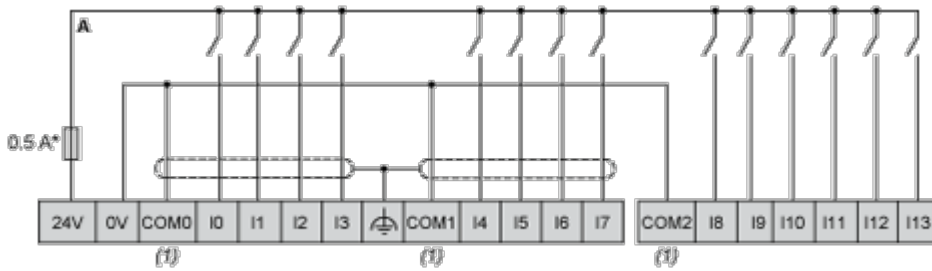 A
0.5 A*
24V 0V COM0 I0 I1 I2 I3 COM1 I4 I5 I6 I7 COM2 I8 I9 I10 I11 I12 I13
(1) (1) (1)